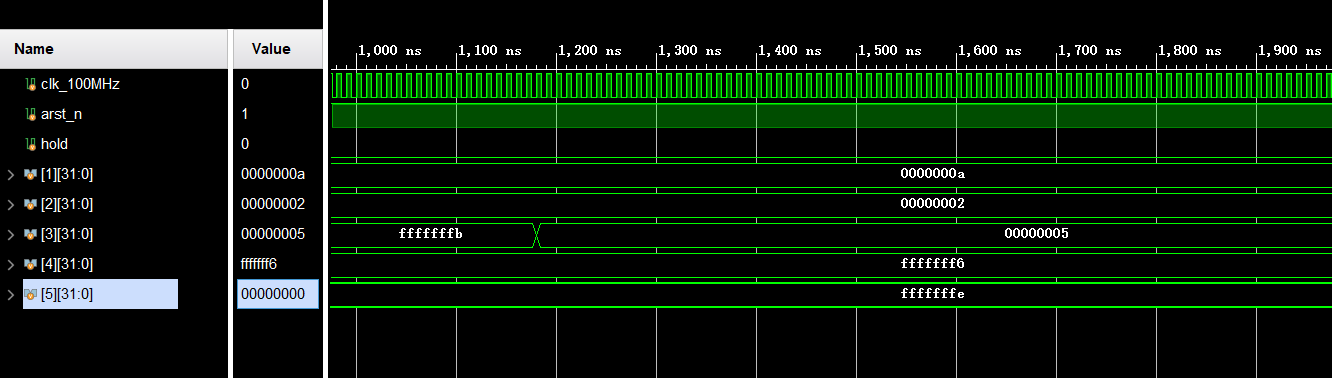 Name Value
1,000 ns 1,100 ns 1,200 ns 1,300 ns 1,400 ns 1,500 ns 1,600 ns 1,700 ns 1,800 ns 1,900 ns
clk_100MHz 0
arst_n 1
hold 0
[1][31:0] 0000000a 0000000a
[2][31:0] 00000002 00000002
[3][31:0] 00000005 fffffffb 00000005
[4][31:0] fffffff6 fffffff6
[5][31:0] 00000000 fffffffe